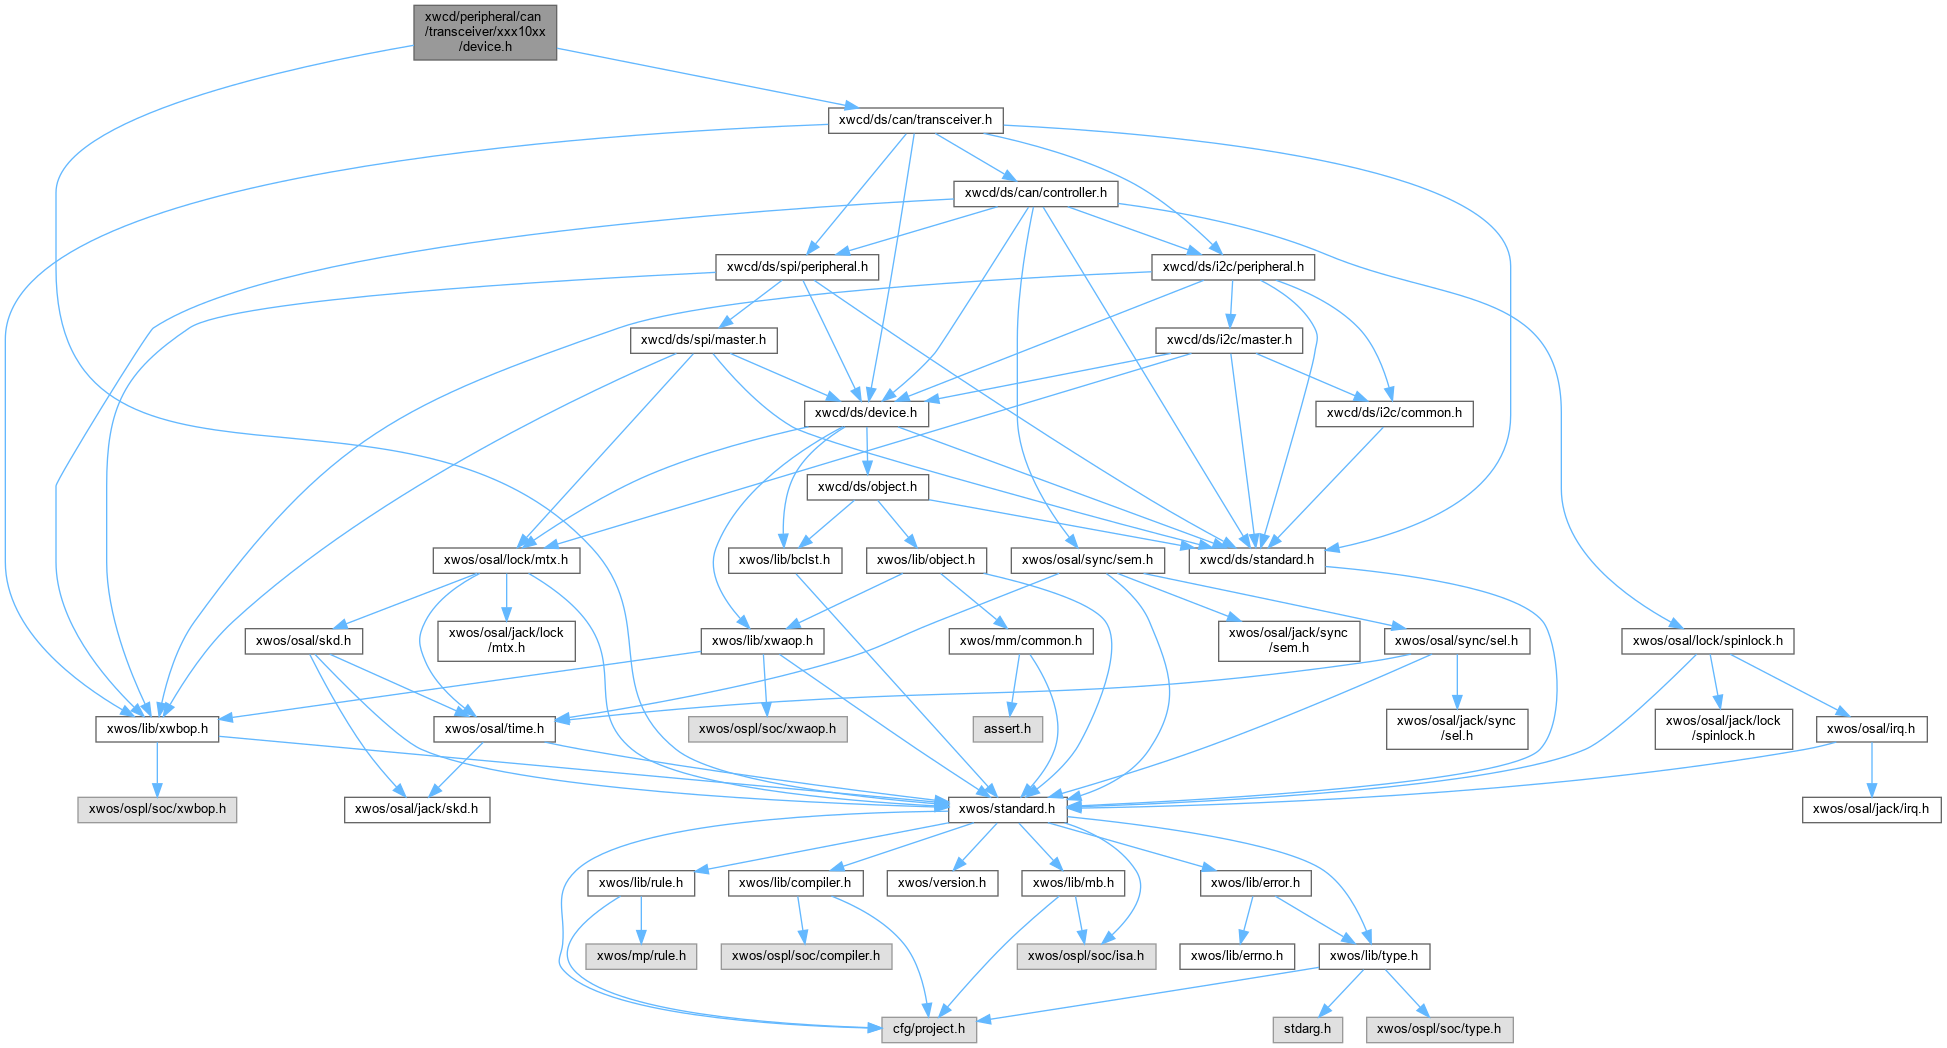 xwcd/peripheral/can
/transceiver/xxx10xx
/device.h
xwcd/ds/can/transceiver.h
xwcd/ds/can/controller.h
xwcd/ds/spi/peripheral.h
xwcd/ds/i2c/peripheral.h
xwcd/ds/spi/master.h
xwcd/ds/i2c/master.h
xwcd/ds/device.h
xwcd/ds/i2c/common.h
xwcd/ds/object.h
xwos/osal/lock/mtx.h
xwos/lib/bclst.h
xwos/lib/object.h
xwos/osal/sync/sem.h
xwcd/ds/standard.h
xwos/osal/skd.h
xwos/osal/jack/lock
/mtx.h
xwos/lib/xwaop.h
xwos/mm/common.h
xwos/osal/jack/sync
/sem.h
xwos/osal/sync/sel.h
xwos/osal/lock/spinlock.h
xwos/lib/xwbop.h
xwos/osal/time.h
xwos/ospl/soc/xwaop.h
assert.h
xwos/osal/jack/sync
/sel.h
xwos/osal/jack/lock
/spinlock.h
xwos/osal/irq.h
xwos/ospl/soc/xwbop.h
xwos/osal/jack/skd.h
xwos/standard.h
xwos/osal/jack/irq.h
xwos/lib/rule.h
xwos/lib/compiler.h
xwos/version.h
xwos/lib/mb.h
xwos/lib/error.h
xwos/mp/rule.h
xwos/ospl/soc/compiler.h
xwos/ospl/soc/isa.h
xwos/lib/errno.h
xwos/lib/type.h
cfg/project.h
stdarg.h
xwos/ospl/soc/type.h